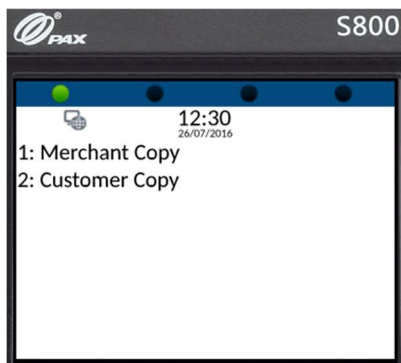 PAX® S800
12:30
26/07/2016
1: Merchant Copy
2: Customer Copy